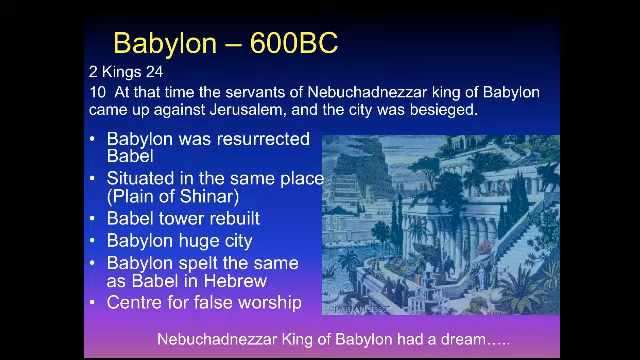 Babylon – 600BC
2 Kings 24
10  At that time the servants of Nebuchadnezzar king of Babylon
came up against Jerusalem, and the city was besieged.
• Babylon was resurrected
Babel
• Situated in the same place
(Plain of Shinar)
• Babel tower rebuilt
• Babylon huge city
• Babylon spelt the same
as Babel in Hebrew
• Centre for false worship
Nebuchadnezzar King of Babylon had a dream…..